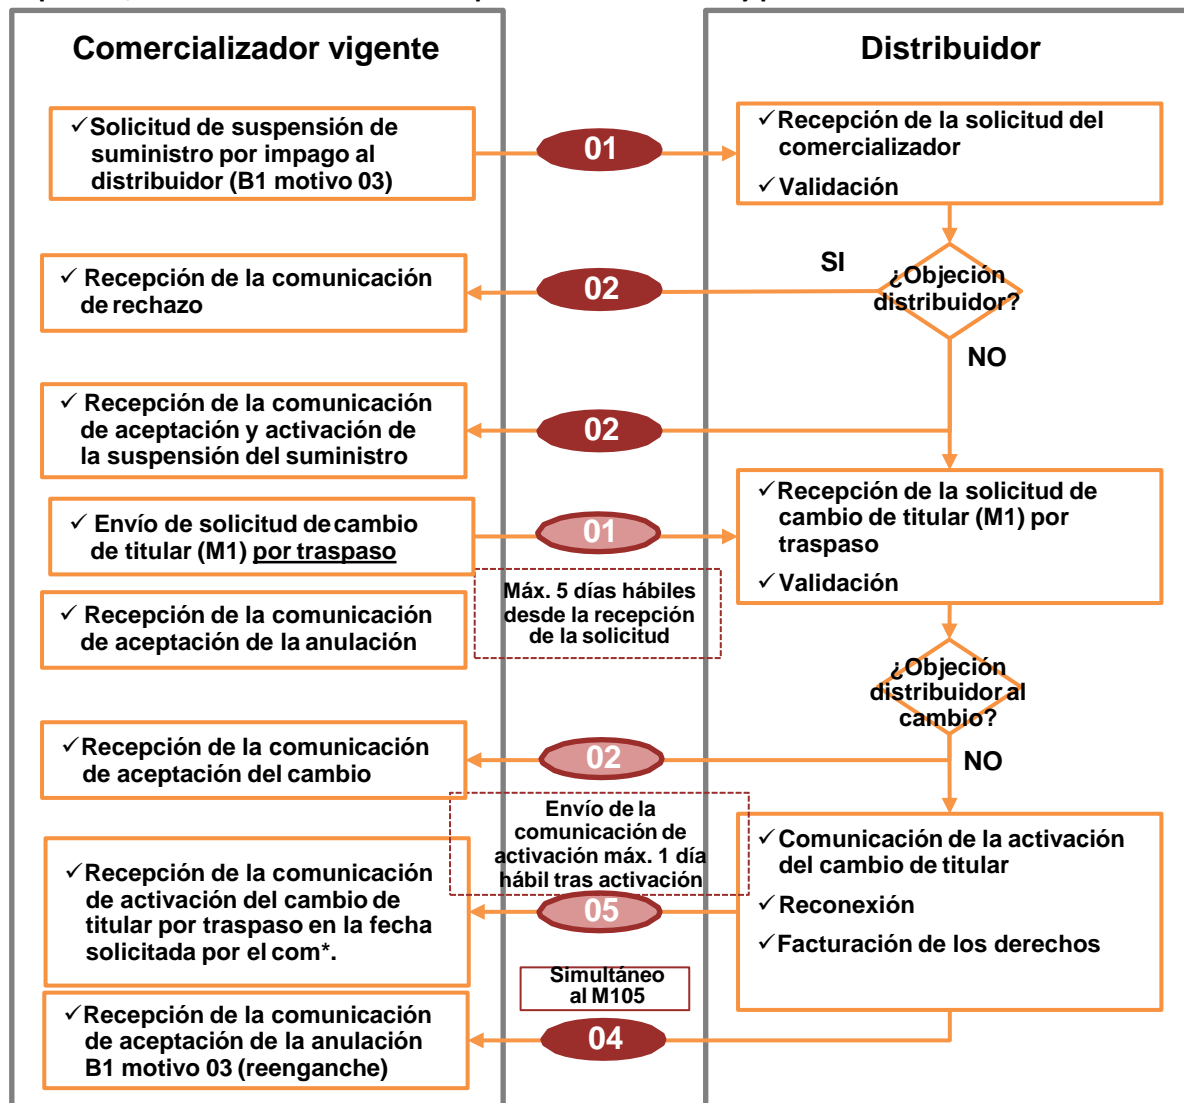 Comercializador vigente
Distribuidor
✓Solicitud de suspensión de
suministro por impago al
distribuidor (B1 motivo 03)
01
✓Recepción de la solicitud del
comercializador
✓Validación
✓ Recepción de la comunicación
de rechazo
02
SI
¿Objeción
distribuidor?
NO
✓ Recepción de la comunicación
de aceptación y activación de
la suspensión del suministro
02
✓ Envío de solicitud de cambio
de titular (M1) por traspaso
01
✓Recepción de la solicitud de
cambio de titular (M1) por
traspaso
✓Validación
Máx. 5 días hábiles
desde la recepción
de la solicitud
✓ Recepción de la comunicación
de aceptación de la anulación
¿Objeción
distribuidor al
cambio?
NO
✓Recepción de la comunicación
de aceptación del cambio
02
Envío de la
comunicación de
activación máx. 1 día
hábil tras activación
✓Recepción de la comunicación
de activación del cambio de
titular por traspaso en la fecha
solicitada por el com*.
05
✓Comunicación de la activación
del cambio de titular
✓Reconexión
✓Facturación de los derechos
Simultáneo
al M105
✓Recepción de la comunicación
de aceptación de la anulación
B1 motivo 03 (reenganche)
04